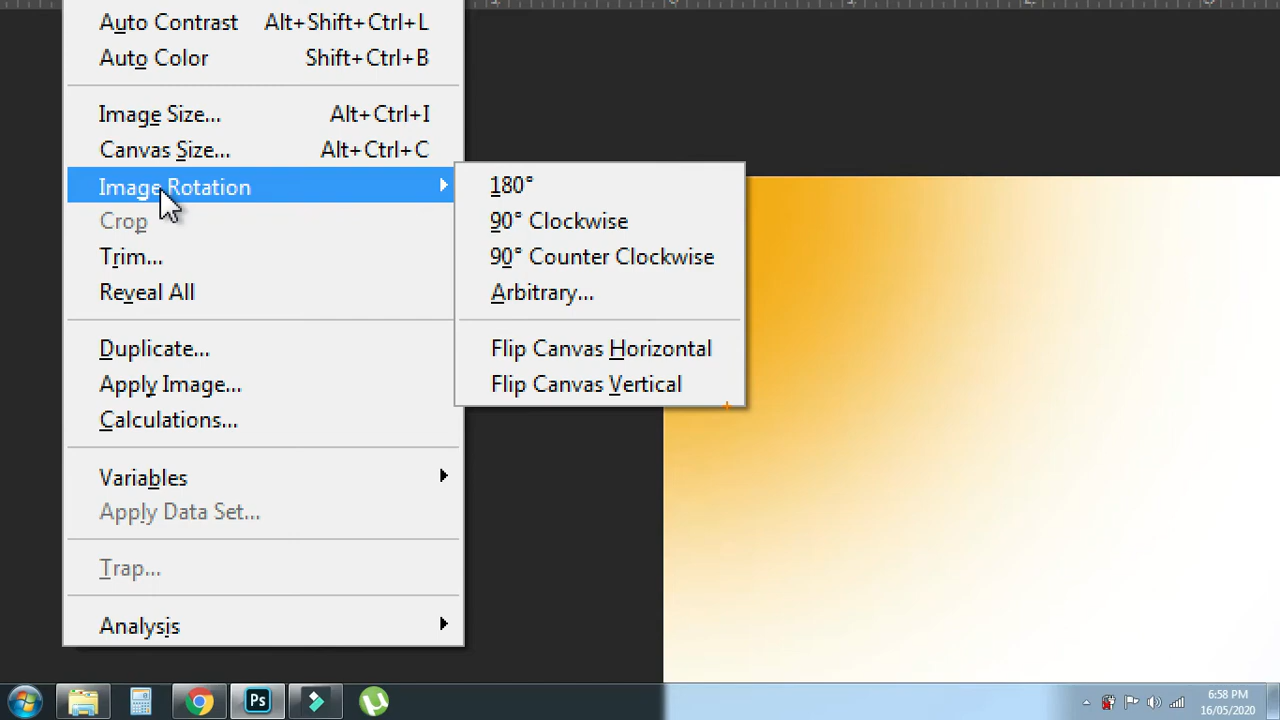 Auto Contrast Alt+Shift+Ctrl+L
Auto Color Shift+Ctrl+B
Image Size... Alt+Ctrl+I
Canvas Size... Alt+Ctrl+C
Image Rotation
Crop
Trim...
Reveal All
Duplicate...
Apply Image...
Calculations...
Variables
Apply Data Set...
Trap...
Analysis
180°
90° Clockwise
90° Counter Clockwise
Arbitrary...
Flip Canvas Horizontal
Flip Canvas Vertical
Ps
6:58 PM
16/05/2020